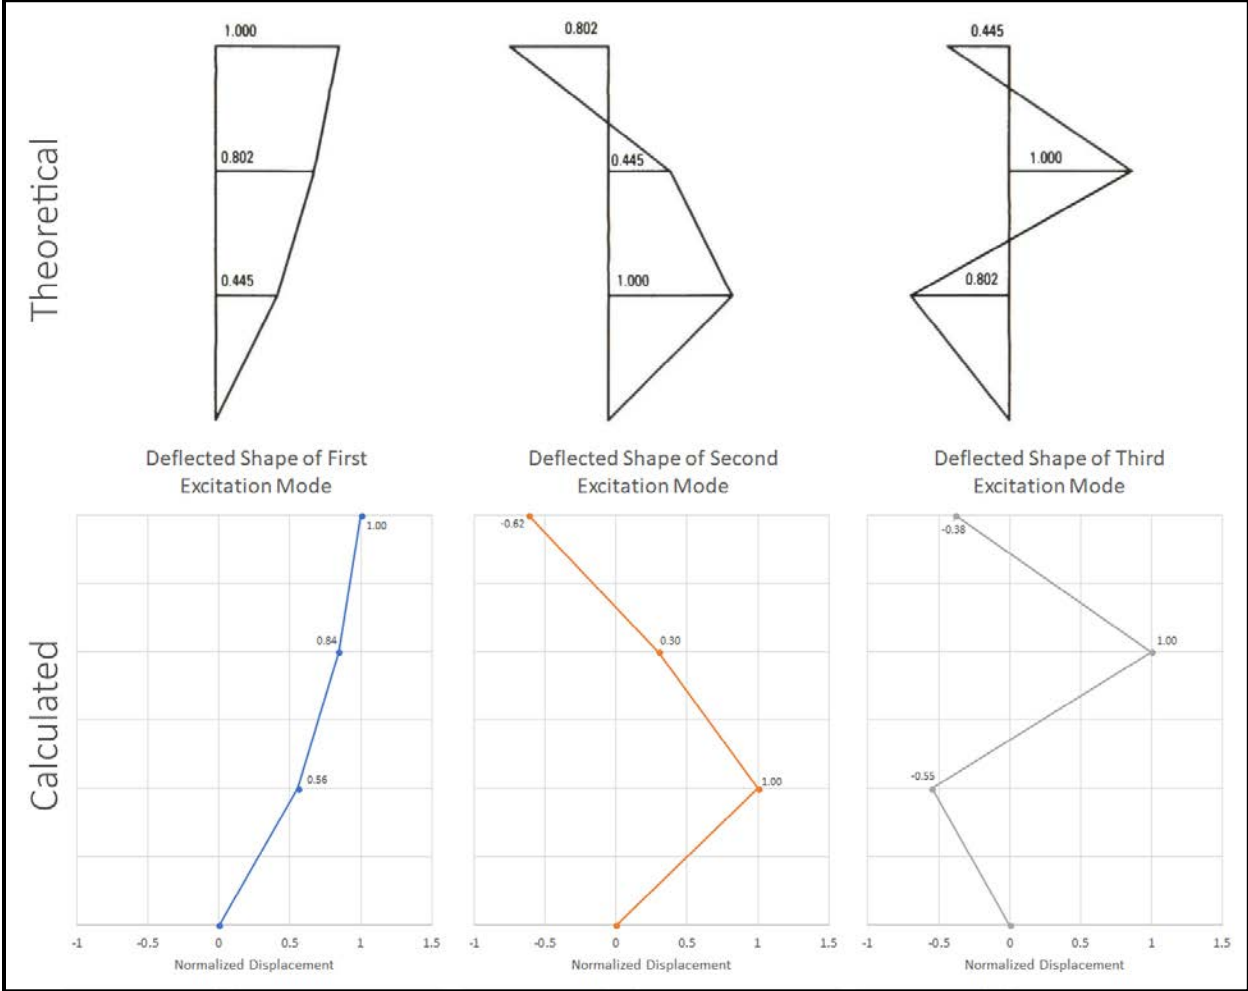 Theoretical
1.000
0.802
0.445
0.802
0.445
1.000
0.445
1.000
0.802
Deflected Shape of First
Excitation Mode
Deflected Shape of Second
Excitation Mode
Deflected Shape of Third
Excitation Mode
Calculated
1.00
0.84
0.56
-1 -0.5 0 0.5 1 1.5
Normalized Displacement
-0.62
0.30
1.00
-1 -0.5 0 0.5 1 1.5
Normalized Displacement
-0.38
1.00
-0.55
-1 -0.5 0 0.5 1 1.5
Normalized Displacement